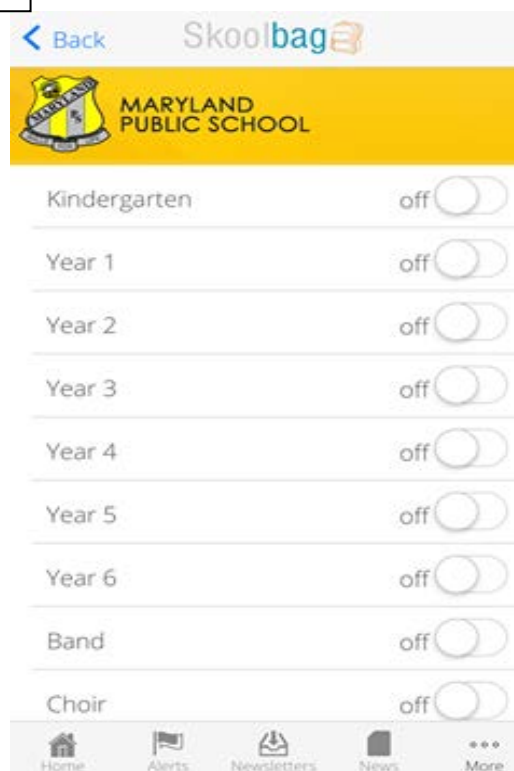 Back Skoolbag
MARYLAND
PUBLIC SCHOOL
Kindergarten off
Year 1 off
Year 2 off
Year 3 off
Year 4 off
Year 5 off
Year 6 off
Band off
Choir off
Home Alerts Newsletters News More